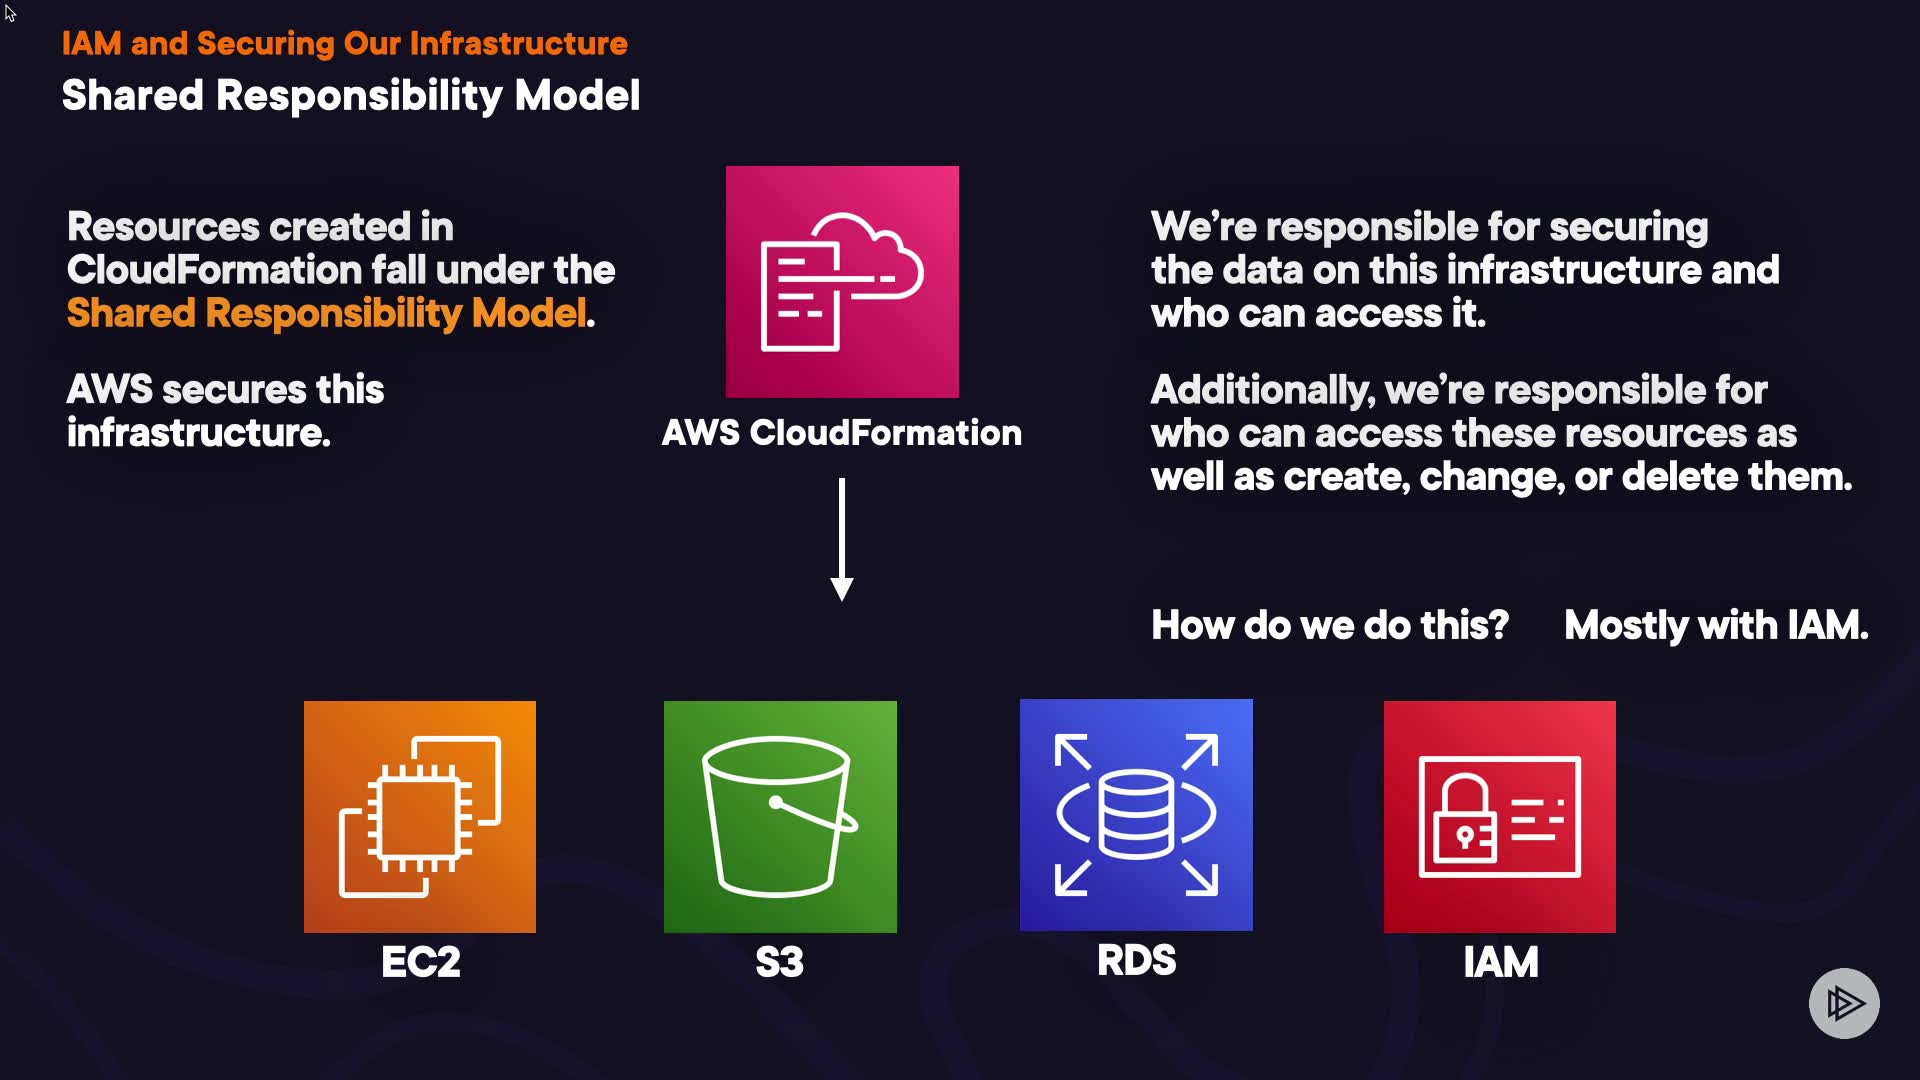 IAM and Securing Our Infrastructure
Shared Responsibility Model
Resources created in
CloudFormation fall under the
Shared Responsibility Model.
AWS secures this
infrastructure.
AWS CloudFormation
We're responsible for securing
the data on this infrastructure and
who can access it.
Additionally, we're responsible for
who can access these resources as
well as create, change, or delete them.
How do we do this? Mostly with IAM.
EC2
S3
RDS
IAM